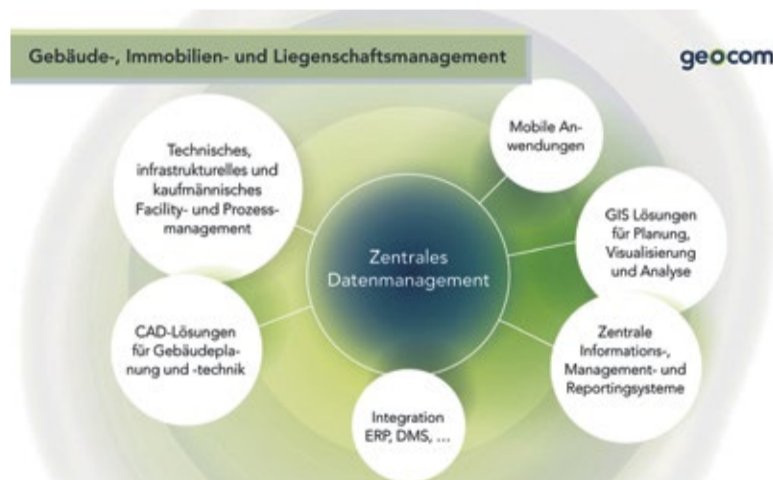 Gebäude-, Immobilien- und Liegenschaftsmanagement
geocom
Technisches,
infrastrukturelles und
kaufmännisches
Facility- und Prozess-
management
Mobile An-
wendungen
GIS Lösungen
für Planung,
Visualisierung
und Analyse
Zentrales
Datenmanagement
CAD-Lösungen
für Gebäudepla-
nung und -technik
Zentrale
Informations-,
Management- und
Reportingsysteme
Integration
ERP, DMS, ...